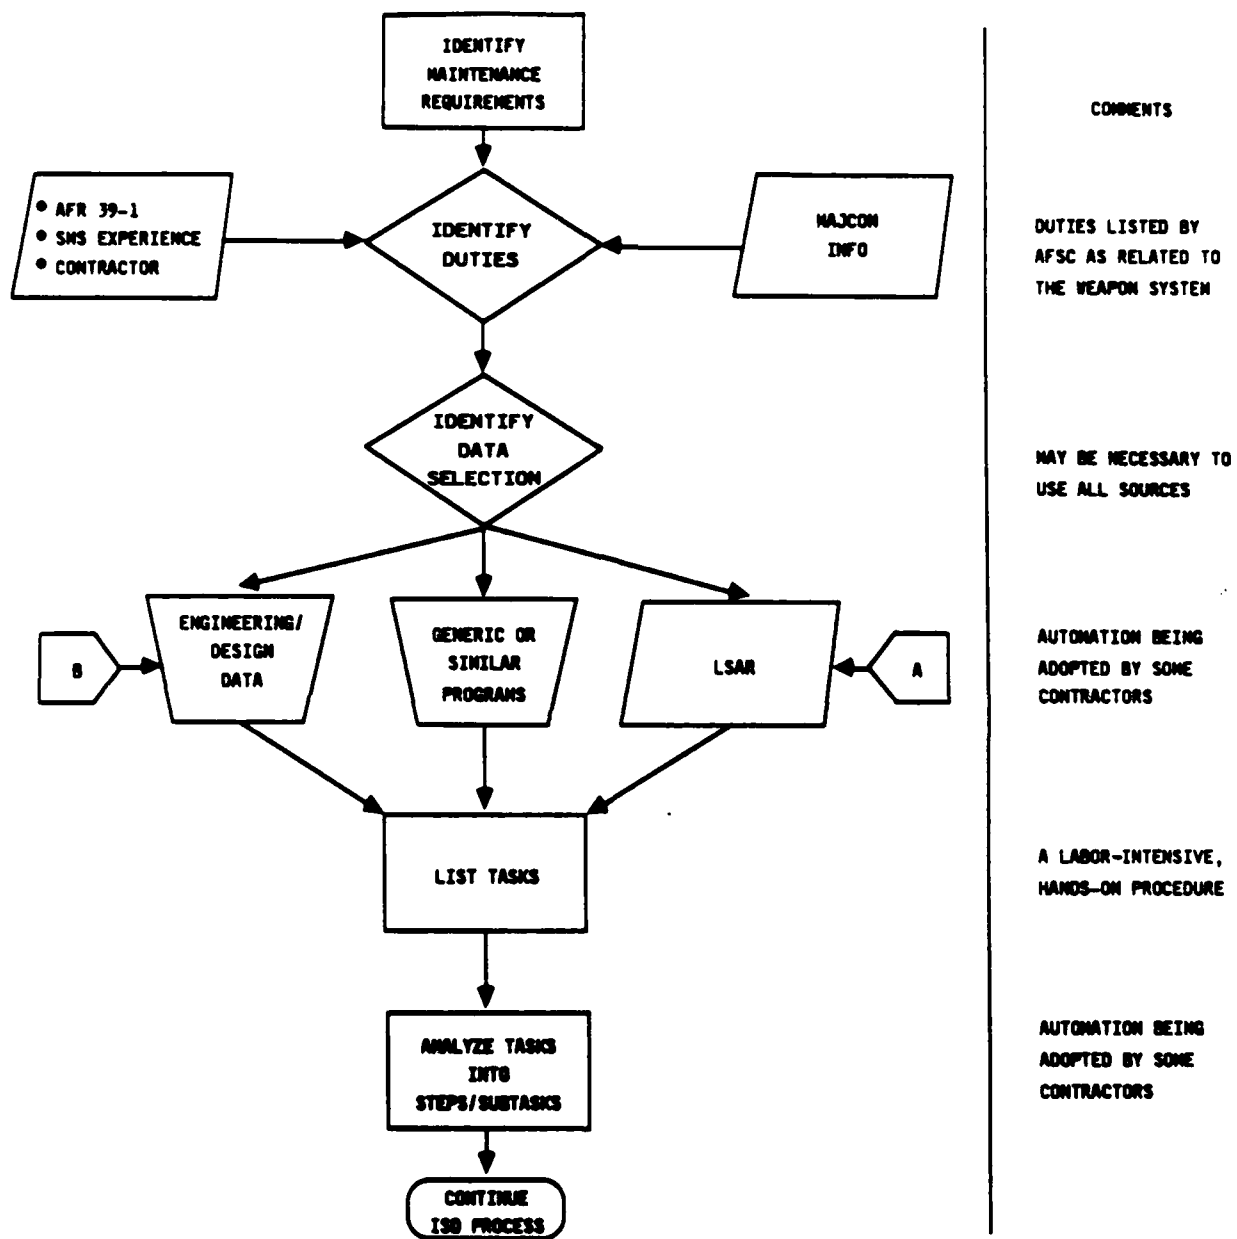 IDENTIFY
MAINTENANCE
REQUIREMENTS
COMMENTS
• AFR 39-1
• SMS EXPERIENCE
• CONTRACTOR
IDENTIFY
DUTIES
MAJCOM
INFO
DUTIES LISTED BY
AFSC AS RELATED TO
THE WEAPON SYSTEM
IDENTIFY
DATA
SELECTION
MAY BE NECESSARY TO
USE ALL SOURCES
B
ENGINEERING/
DESIGN
DATA
GENERIC OR
SIMILAR
PROGRAMS
LSAR
A
AUTOMATION BEING
ADOPTED BY SOME
CONTRACTORS
LIST TASKS
A LABOR-INTENSIVE,
HANDS-ON PROCEDURE
ANALYZE TASKS
INTO
STEPS/SUBTASKS
AUTOMATION BEING
ADOPTED BY SOME
CONTRACTORS
CONTINUE
ISD PROCESS